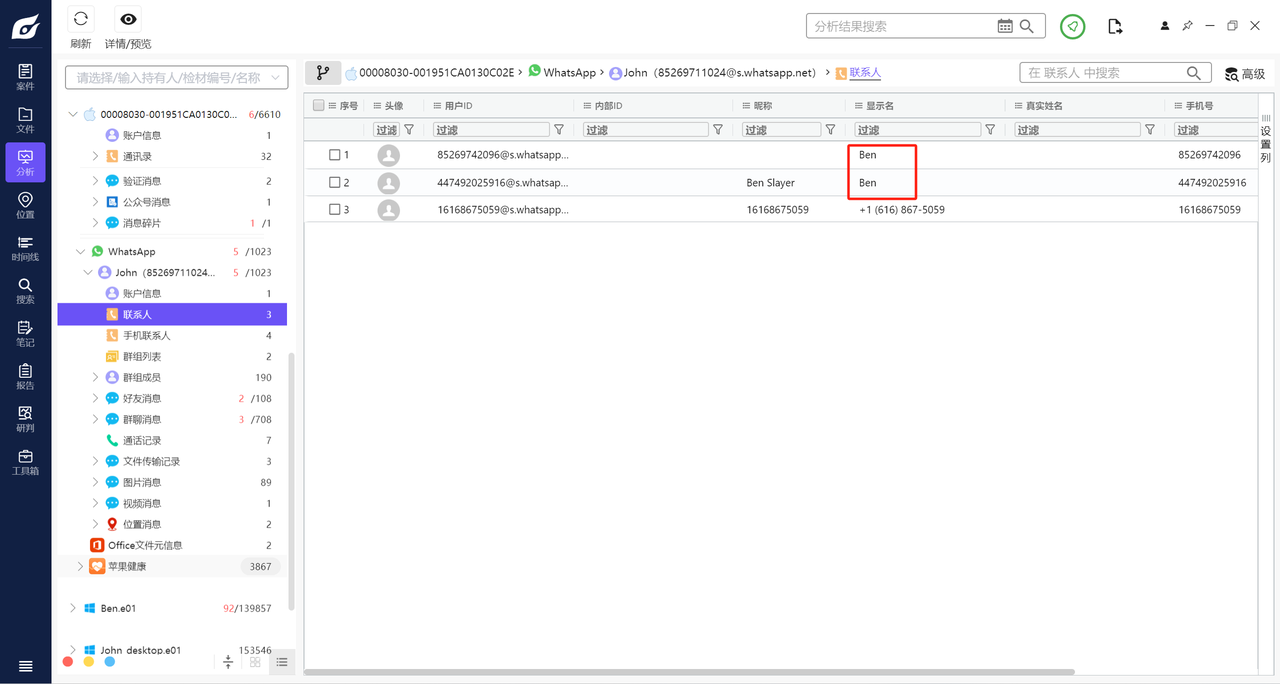 刷新
详情/预览
分析结果搜索
案件
文件
分析
位置
时间线
搜索
笔记
报告
研判
工具箱
请选择/输入持有人/检材编号/名称
00008030-001951CA0130C0... 6/6610
账户信息 1
通讯录 32
验证消息 2
公众号消息 1
消息碎片 1 /1
WhatsApp 5 /1023
John（85269711024... 5 /1023
账户信息 1
联系人 3
手机联系人 4
群组列表 2
群组成员 190
好友消息 2 /108
群聊消息 3 /708
通话记录 7
文件传输记录 3
图片消息 89
视频消息 1
位置消息 2
Office文件元信息 2
苹果健康 3867
Ben.e01 92/139857
John_desktop.e01 153546
00008030-001951CA0130C02E > WhatsApp > John（85269711024@s.whatsapp.net） > 联系人
在 联系人 中搜索
高级
序号 头像 用户ID 内部ID 昵称 显示名 真实姓名 手机号
过滤 过滤 过滤 过滤 过滤 过滤 过滤
1 85269742096@s.whatsapp... Ben 85269742096
2 447492025916@s.whatsap... Ben Slayer Ben 447492025916
3 16168675059@s.whatsapp... 16168675059 +1 (616) 867-5059 16168675059
设置列